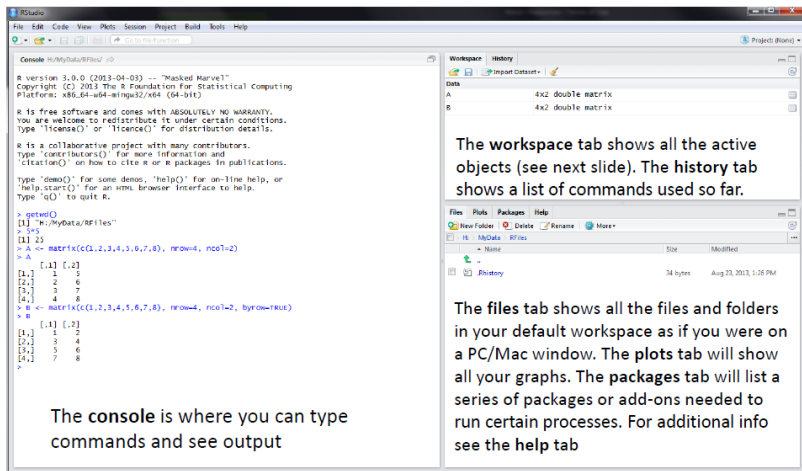 RStudio
File Edit Code View Plots Session Project Build Tools Help
Go to file/function
Project: (None)
Console H:/MyData/RFiles/
R version 3.0.0 (2013-04-03) -- "Masked Marvel"
Copyright (C) 2013 The R Foundation for Statistical Computing
Platform: x86_64-w64-mingw32/x64 (64-bit)
R is free software and comes with ABSOLUTELY NO WARRANTY.
You are welcome to redistribute it under certain conditions.
Type 'license()' or 'licence()' for distribution details.
R is a collaborative project with many contributors.
Type 'contributors()' for more information and
'citation()' on how to cite R or R packages in publications.
Type 'demo()' for some demos, 'help()' for on-line help, or
'help.start()' for an HTML browser interface to help.
Type 'q()' to quit R.
> getwd()
[1] "H:/MyData/RFiles"
> 5*5
[1] 25
> A <- matrix(c(1,2,3,4,5,6,7,8), nrow=4, ncol=2)
> A
[,1] [,2]
[1,] 1 5
[2,] 2 6
[3,] 3 7
[4,] 4 8
> B <- matrix(c(1,2,3,4,5,6,7,8), nrow=4, ncol=2, byrow=TRUE)
> B
[,1] [,2]
[1,] 1 2
[2,] 3 4
[3,] 5 6
[4,] 7 8
>
The console is where you can type
commands and see output
Workspace History
Import Dataset
Data
A 4x2 double matrix
B 4x2 double matrix
The workspace tab shows all the active
objects (see next slide). The history tab
shows a list of commands used so far.
Files Plots Packages Help
New Folder Delete Rename More
H: MyData RFiles
Name Size Modified
..
.Rhistory 34 bytes Aug 23, 2013, 1:26 PM
The files tab shows all the files and folders
in your default workspace as if you were on
a PC/Mac window. The plots tab will show
all your graphs. The packages tab will list a
series of packages or add-ons needed to
run certain processes. For additional info
see the help tab